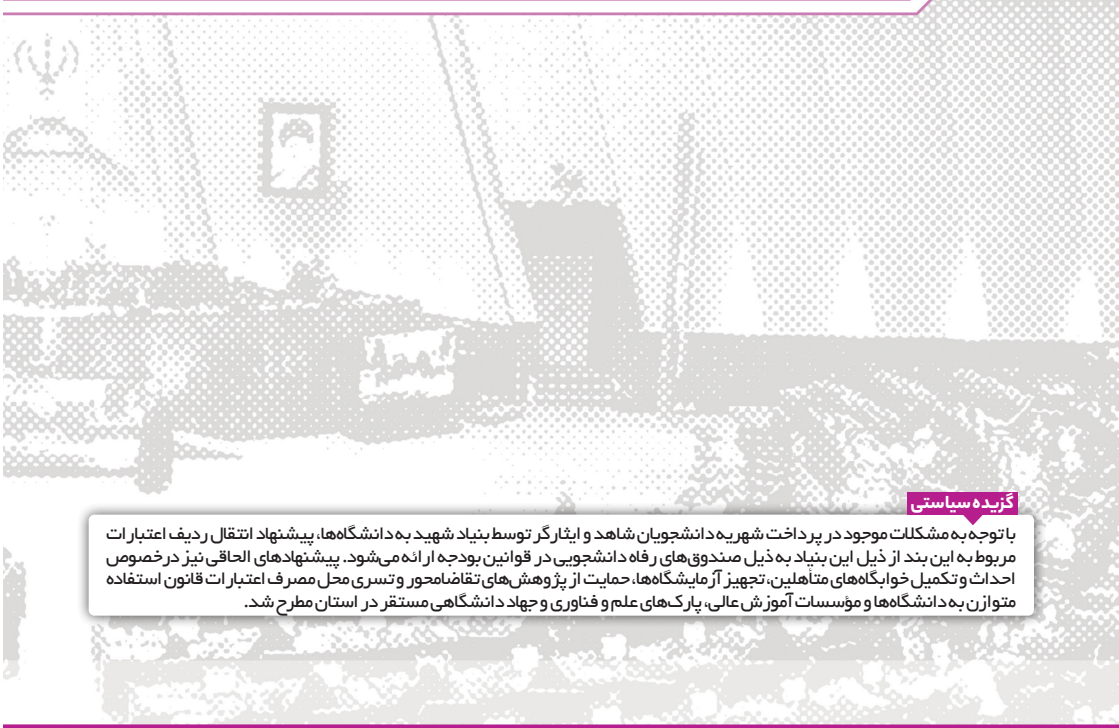 گزیده سیاستی
با توجه به مشکلات موجود در پرداخت شهریه دانشجویان شاهد و ایثارگر توسط بنیاد شهید به دانشگاه‌ها، پیشنهاد انتقال ردیف اعتبارات
مربوط به این بند از ذیل این بنیاد به ذیل صندوق‌های رفاه دانشجویی در قوانین بودجه ارائه می‌شود. پیشنهادهای الحاقی نیز درخصوص
احداث و تکمیل خوابگاه‌های متأهلین، تجهیز آزمایشگاه‌ها، حمایت از پژوهش‌های تقاضامحور و تسری محل مصرف اعتبارات قانون استفاده
متوازن به دانشگاه‌ها و مؤسسات آموزش عالی، پارک‌های علم و فناوری و جهاد دانشگاهی مستقر در استان مطرح شد.